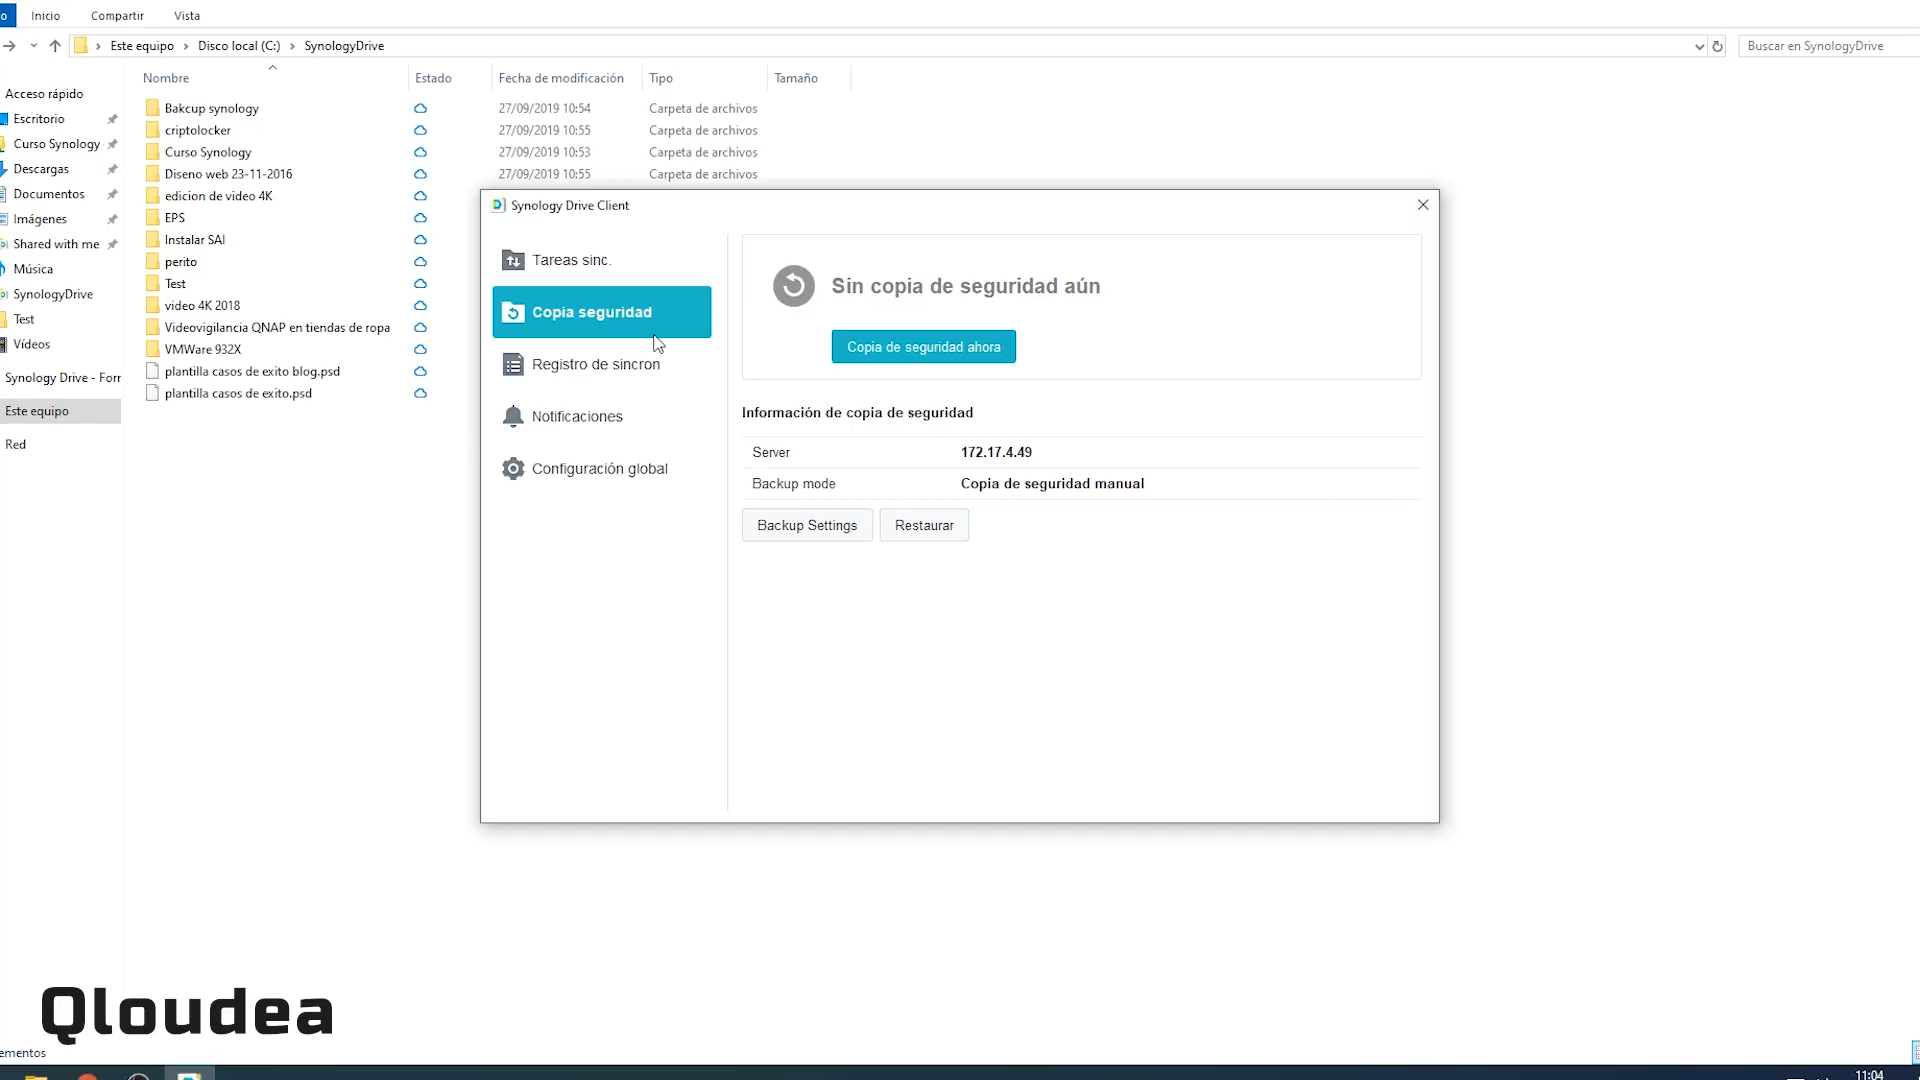 Inicio Compartir Vista
Este equipo > Disco local (C:) > SynologyDrive
Buscar en SynologyDrive
Nombre Estado Fecha de modificación Tipo Tamaño
Acceso rápido
Escritorio
Curso Synology
Descargas
Documentos
Imágenes
Shared with me
Música
SynologyDrive
Test
Vídeos
Synology Drive - Forr
Este equipo
Red
Bakcup synology 27/09/2019 10:54 Carpeta de archivos
criptolocker 27/09/2019 10:55 Carpeta de archivos
Curso Synology 27/09/2019 10:53 Carpeta de archivos
Diseno web 23-11-2016 27/09/2019 10:55 Carpeta de archivos
edicion de video 4K
EPS
Instalar SAI
perito
Test
video 4K 2018
Videovigilancia QNAP en tiendas de ropa
VMWare 932X
plantilla casos de exito blog.psd
plantilla casos de exito.psd
Synology Drive Client
Tareas sinc.
Copia seguridad
Registro de sincron
Notificaciones
Configuración global
Sin copia de seguridad aún
Copia de seguridad ahora
Información de copia de seguridad
Server 172.17.4.49
Backup mode Copia de seguridad manual
Backup Settings Restaurar
Qloudea
ementos
11:04